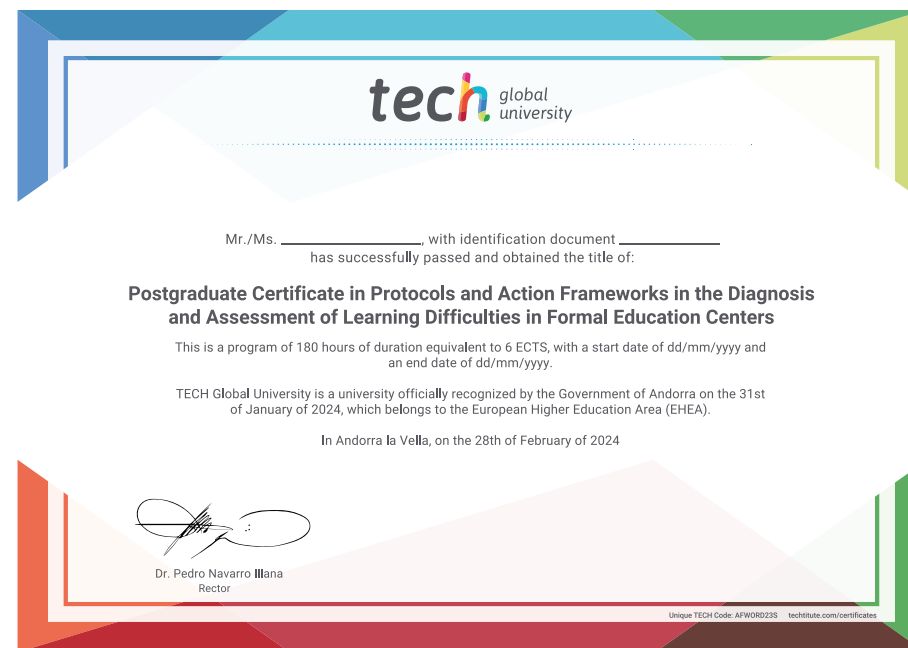 tech global
university
Mr./Ms. ____________, with identification document ____________
has successfully passed and obtained the title of:
Postgraduate Certificate in Protocols and Action Frameworks in the Diagnosis
and Assessment of Learning Difficulties in Formal Education Centers
This is a program of 180 hours of duration equivalent to 6 ECTS, with a start date of dd/mm/yyyy and
an end date of dd/mm/yyyy.
TECH Global University is a university officially recognized by the Government of Andorra on the 31st
of January of 2024, which belongs to the European Higher Education Area (EHEA).
In Andorra la Vella, on the 28th of February of 2024
Dr. Pedro Navarro Illana
Rector
Unique TECH Code: AFWORD23S techtitute.com/certificates